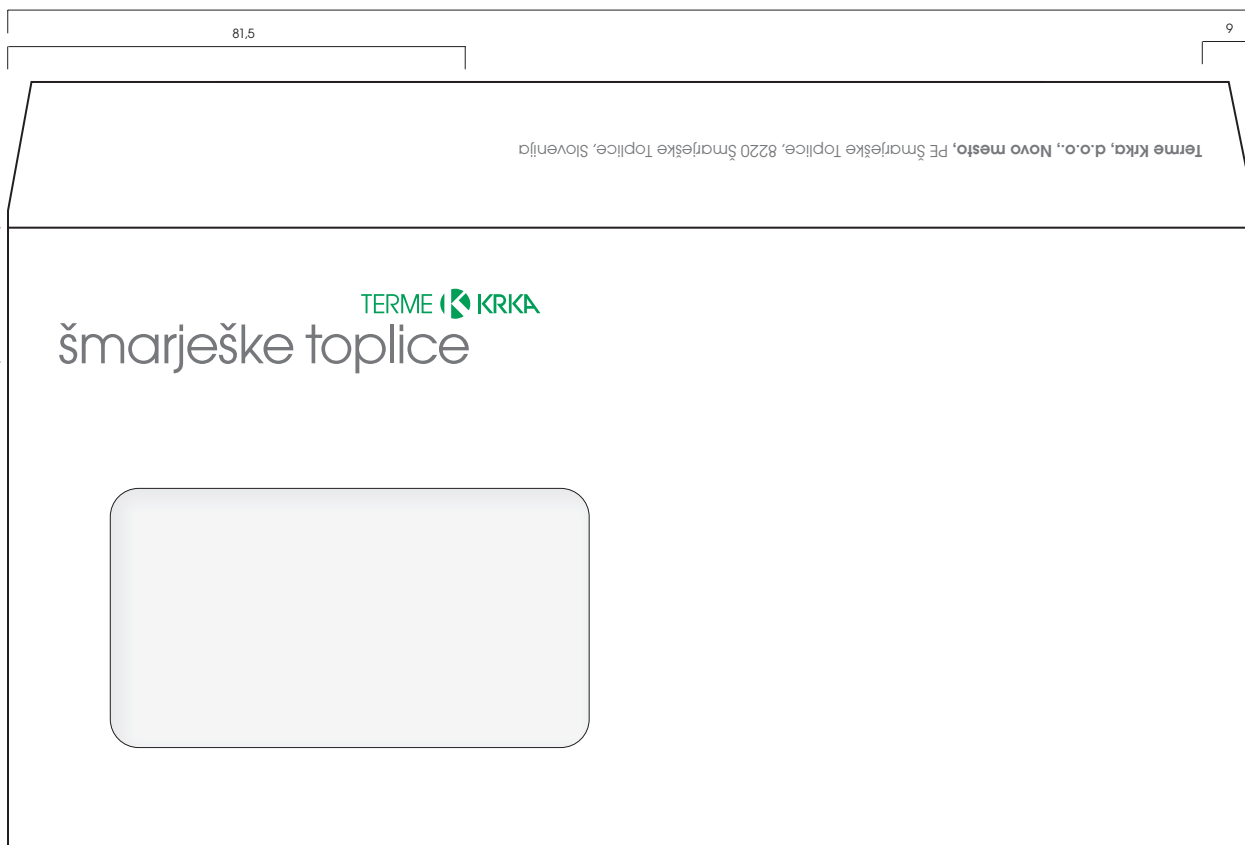 81,5
9
Terme Krka, d.o.o., Novo mesto, PE Šmarješke Toplice, 8220 Šmarješke Toplice, Slovenija
TERME KRKA
šmarješke toplice